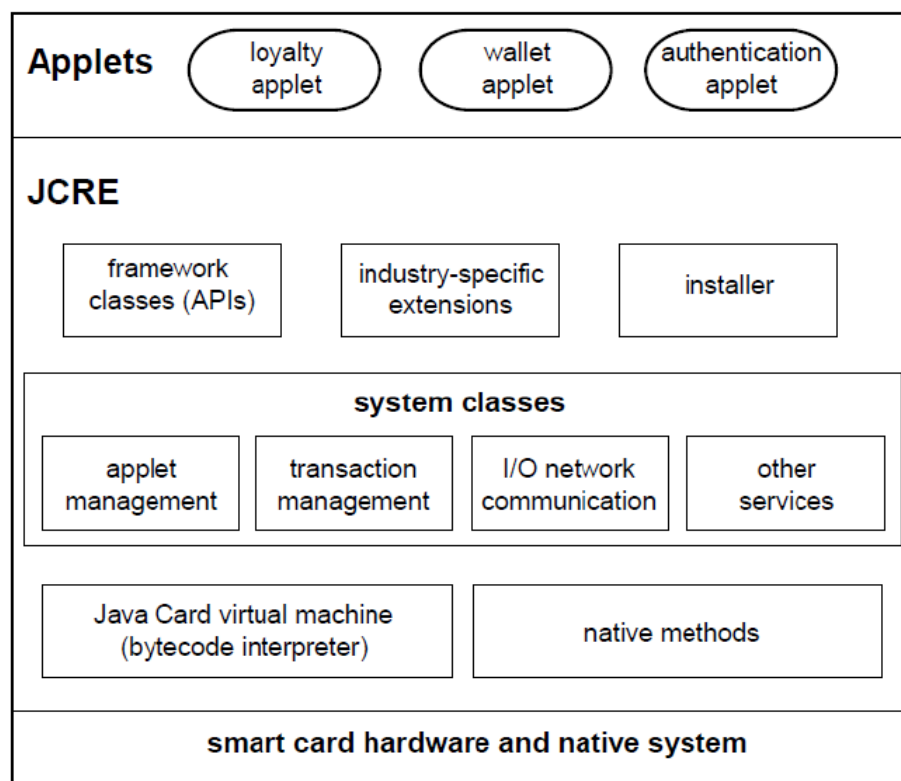 Applets
loyalty
applet
wallet
applet
authentication
applet
JCRE
framework
classes (APIs)
industry-specific
extensions
installer
system classes
applet
management
transaction
management
I/O network
communication
other
services
Java Card virtual machine
(bytecode interpreter)
native methods
smart card hardware and native system